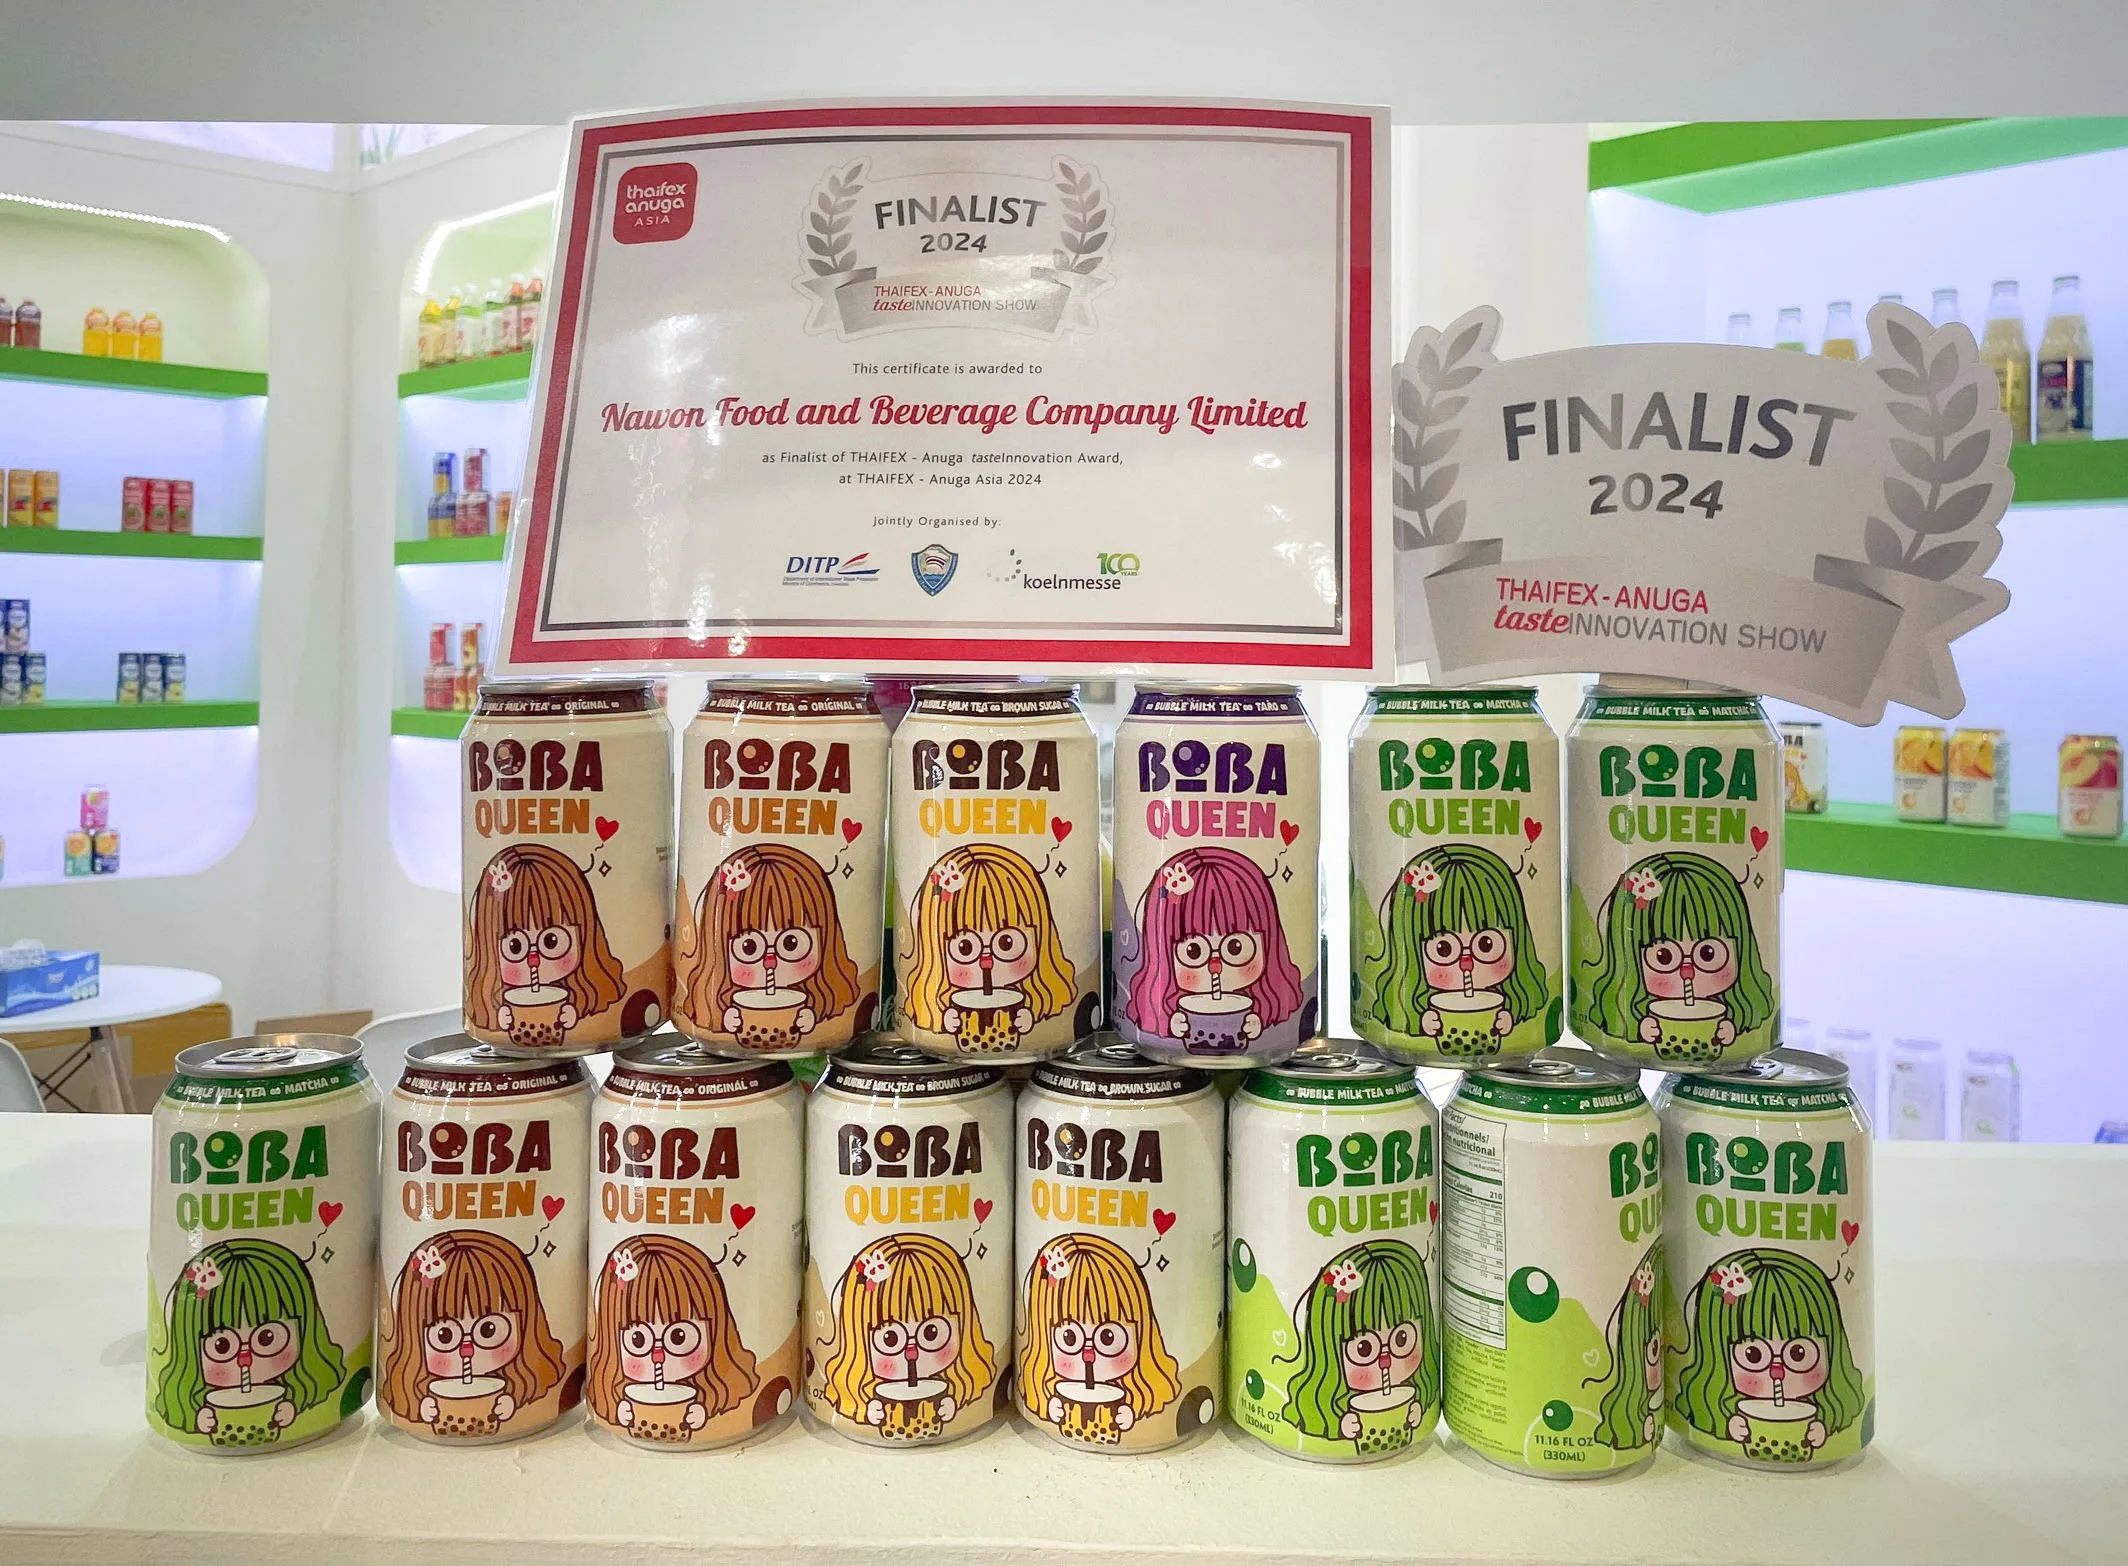 thaifex
anuga
ASIA
FINALIST
2024
THAIFEX-ANUGA
tasteINNOVATION SHOW
This certificate is awarded to
Nawon Food and Beverage Company Limited
as Finalist of THAIFEX - Anuga tasteInnovation Award,
at THAIFEX - Anuga Asia 2024
Jointly Organised by:
DITP
koelnmesse
100
YEARS
FINALIST
2024
THAIFEX-ANUGA
tasteINNOVATION SHOW
BUBBLE MILK TEA ∞ ORIGINAL
BOBA
QUEEN
BUBBLE MILK TEA ∞ ORIGINAL
BOBA
QUEEN
BUBBLE MILK TEA ∞ BROWN SUGAR
BOBA
QUEEN
BUBBLE MILK TEA ∞ TARO
BOBA
QUEEN
BUBBLE MILK TEA ∞ MATCHA
BOBA
QUEEN
BUBBLE MILK TEA ∞ MATCHA
BOBA
QUEEN
BUBBLE MILK TEA ∞ MATCHA
BOBA
QUEEN
BUBBLE MILK TEA ∞ ORIGINAL
BOBA
QUEEN
BUBBLE MILK TEA ∞ ORIGINAL
BOBA
QUEEN
BUBBLE MILK TEA ∞ BROWN SUGAR
BOBA
QUEEN
BUBBLE MILK TEA ∞ BROWN SUGAR
BOBA
QUEEN
BUBBLE MILK TEA ∞ MATC
BOBA
QUEEN
11.16 FL OZ
(330ML)
BUBBLE MILK
BO
QUE
210
11.16 FL OZ
(330ML)
BUBBLE MILK TEA ∞ MATCHA
BOBA
QUEEN